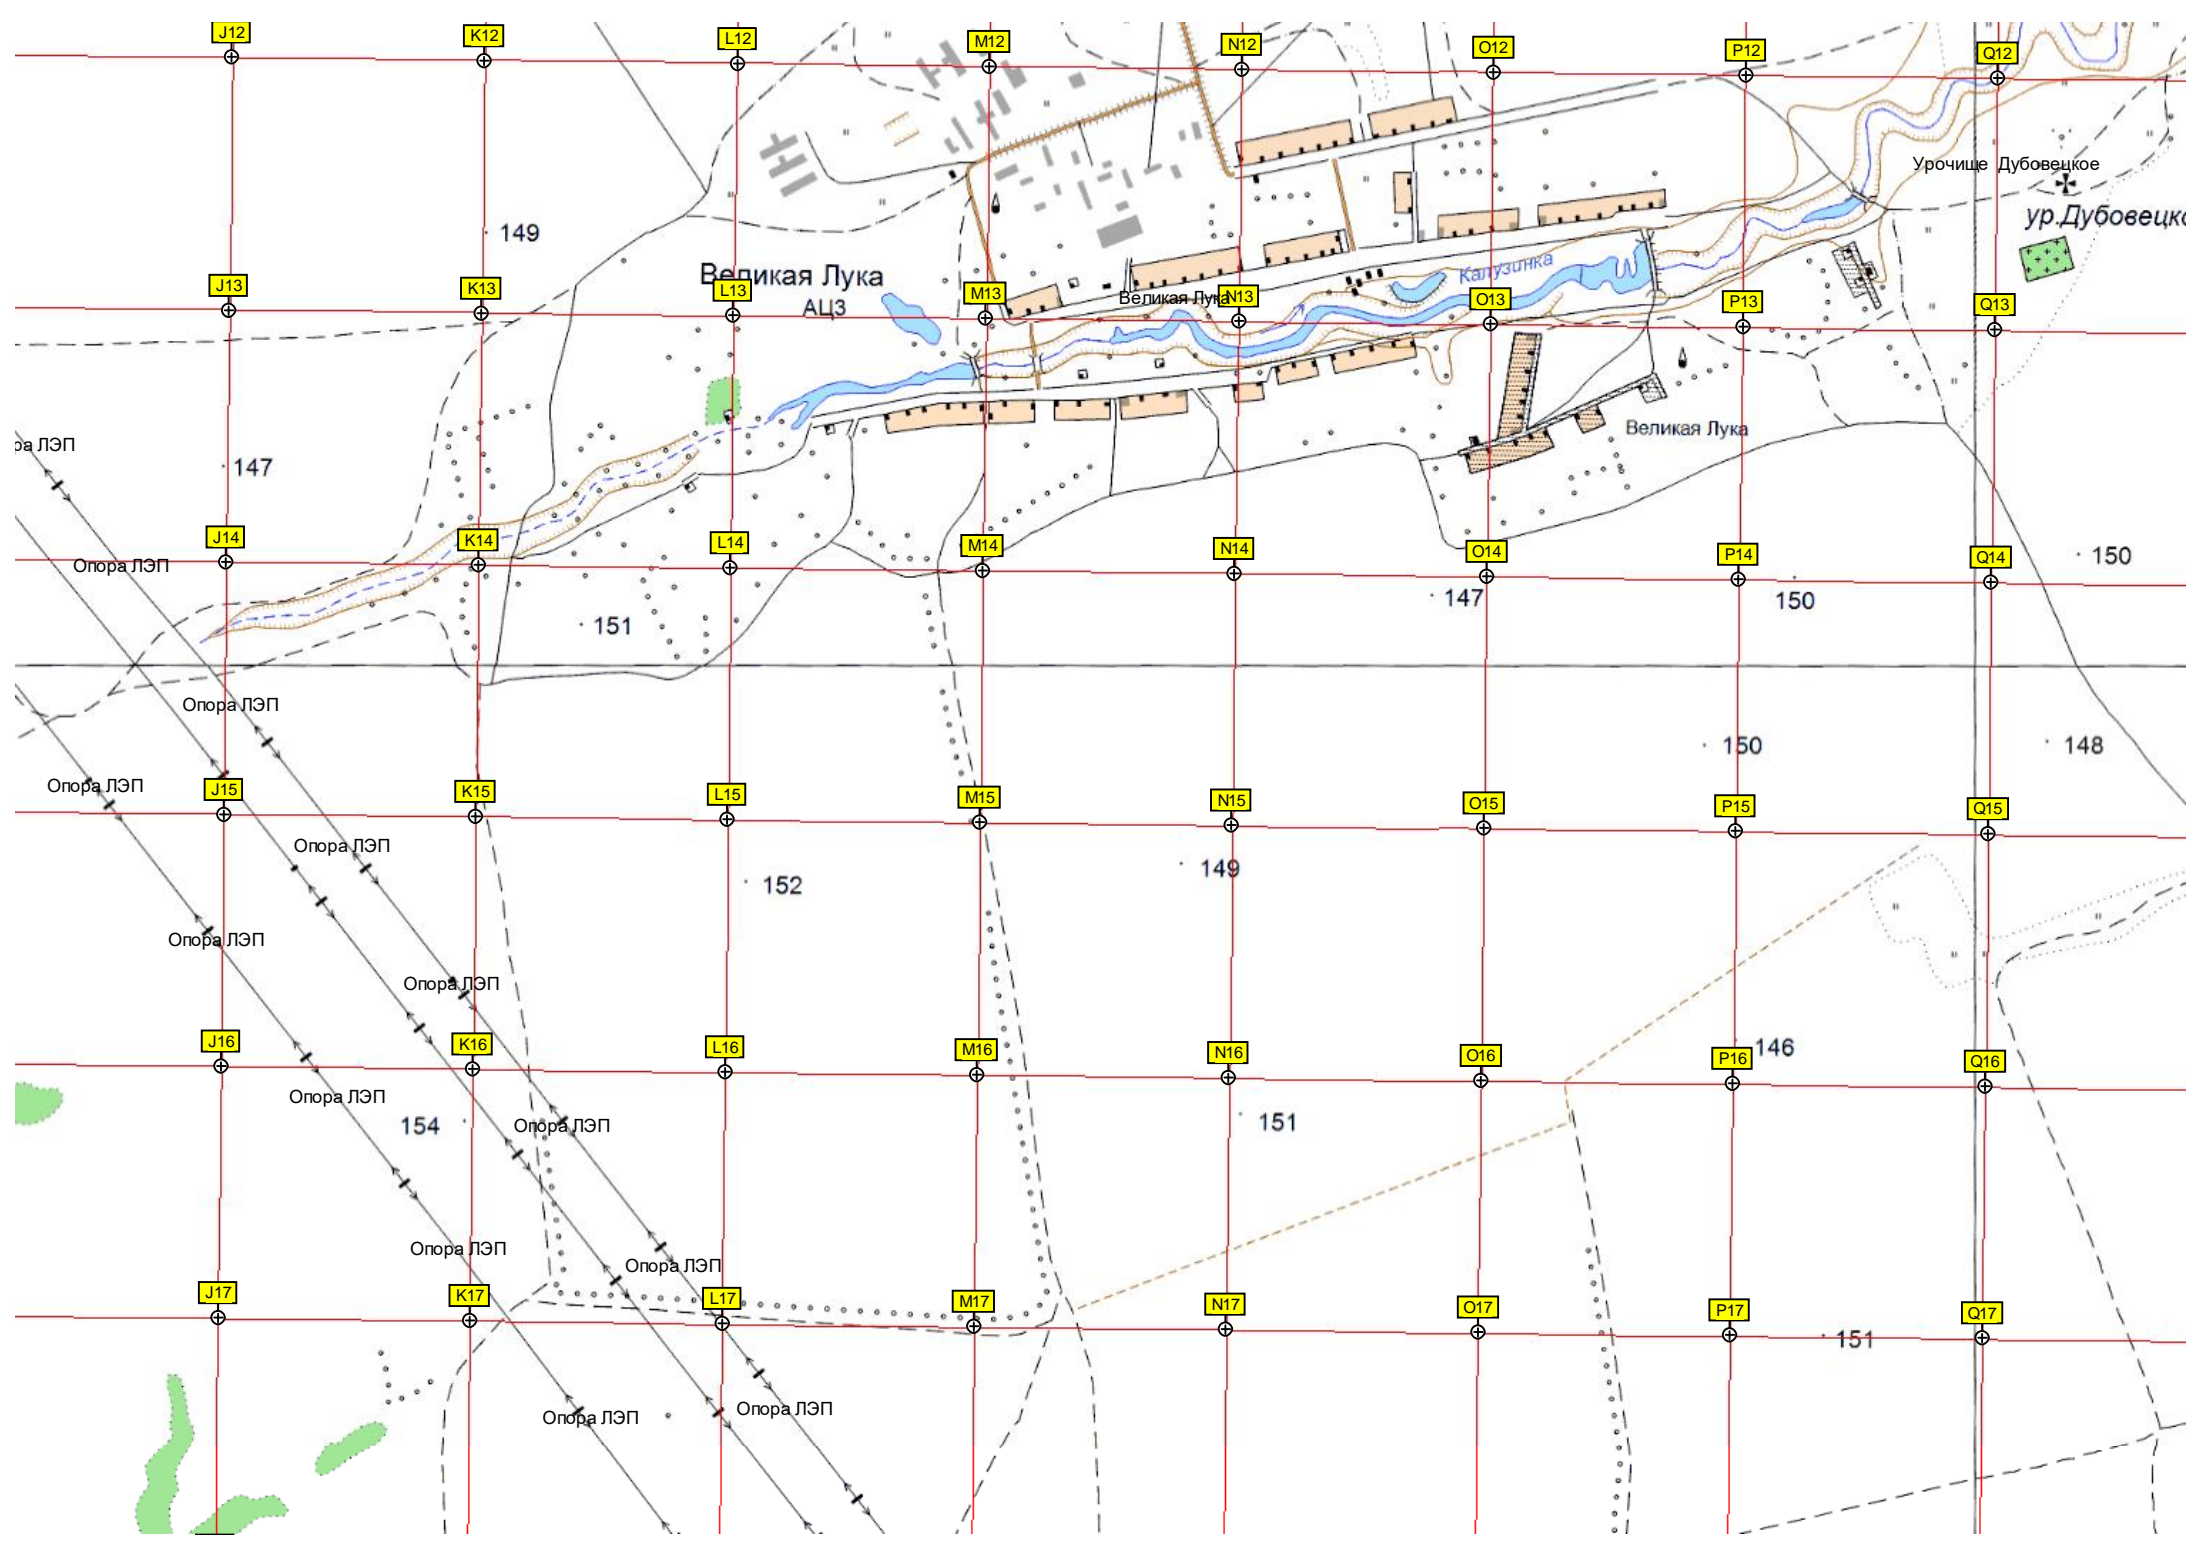 J12 K12 L12 M12 N12 O12 P12 Q12
Урочище Дубовецкое
ур.Дубовецко
149
Великая Лука
АЦЗ
Калузинка
Великая Лука
J13 K13 L13 M13 N13 O13 P13 Q13
ра ЛЭП
147
Великая Лука
J14 K14 L14 M14 N14 O14 P14 Q14
150
Опора ЛЭП
151
147
150
Опора ЛЭП
150
148
Опора ЛЭП
J15 K15 L15 M15 N15 O15 P15 Q15
Опора ЛЭП
152
149
Опора ЛЭП
Опора ЛЭП
J16 K16 L16 M16 N16 O16 P16 Q16
146
Опора ЛЭП
154
Опора ЛЭП
151
Опора ЛЭП
Опора ЛЭП
J17 K17 L17 M17 N17 O17 P17 Q17
151
Опора ЛЭП
Опора ЛЭП